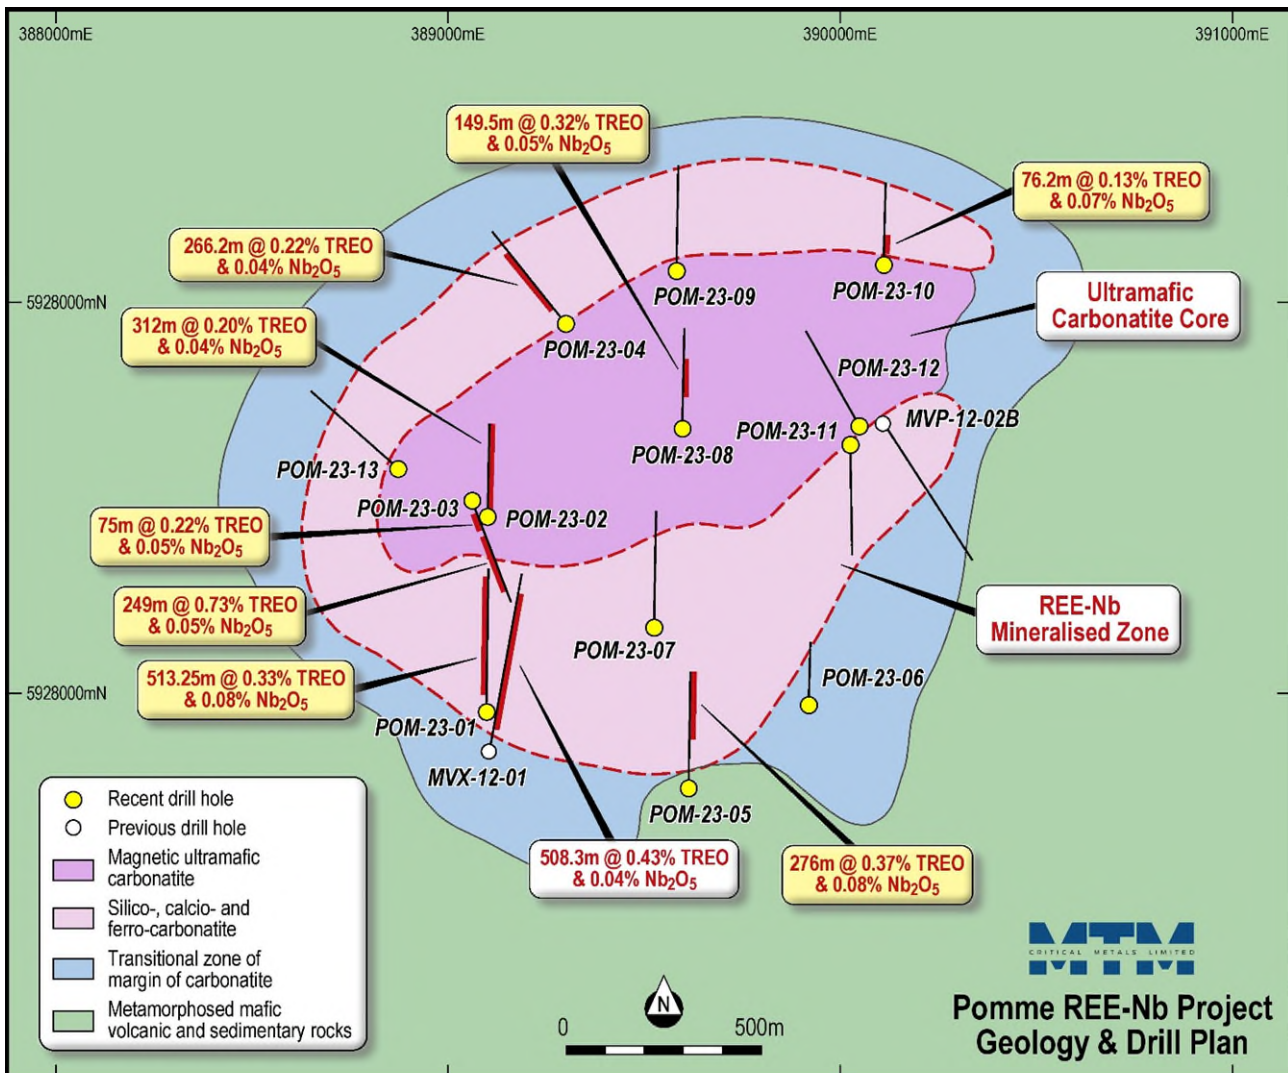 388000mE
389000mE
390000mE
391000mE
149.5m @ 0.32% TREO
& 0.05% Nb₂O₅
76.2m @ 0.13% TREO
& 0.07% Nb₂O₅
266.2m @ 0.22% TREO
& 0.04% Nb₂O₅
POM-23-09
POM-23-10
Ultramafic
Carbonatite Core
5928000mN
312m @ 0.20% TREO
& 0.04% Nb₂O₅
POM-23-04
POM-23-12
MVP-12-02B
POM-23-11
POM-23-08
POM-23-13
POM-23-03
POM-23-02
75m @ 0.22% TREO
& 0.05% Nb₂O₅
249m @ 0.73% TREO
& 0.05% Nb₂O₅
REE-Nb
Mineralised Zone
POM-23-07
513.25m @ 0.33% TREO
& 0.08% Nb₂O₅
POM-23-06
5928000mN
POM-23-01
MVX-12-01
POM-23-05
508.3m @ 0.43% TREO
& 0.04% Nb₂O₅
276m @ 0.37% TREO
& 0.08% Nb₂O₅
Recent drill hole
Previous drill hole
Magnetic ultramafic
carbonatite
Silico-, calcio- and
ferro-carbonatite
Transitional zone of
margin of carbonatite
Metamorphosed mafic
volcanic and sedimentary rocks
N
0 500m
MTM
CRITICAL METALS LIMITED
Pomme REE-Nb Project
Geology & Drill Plan